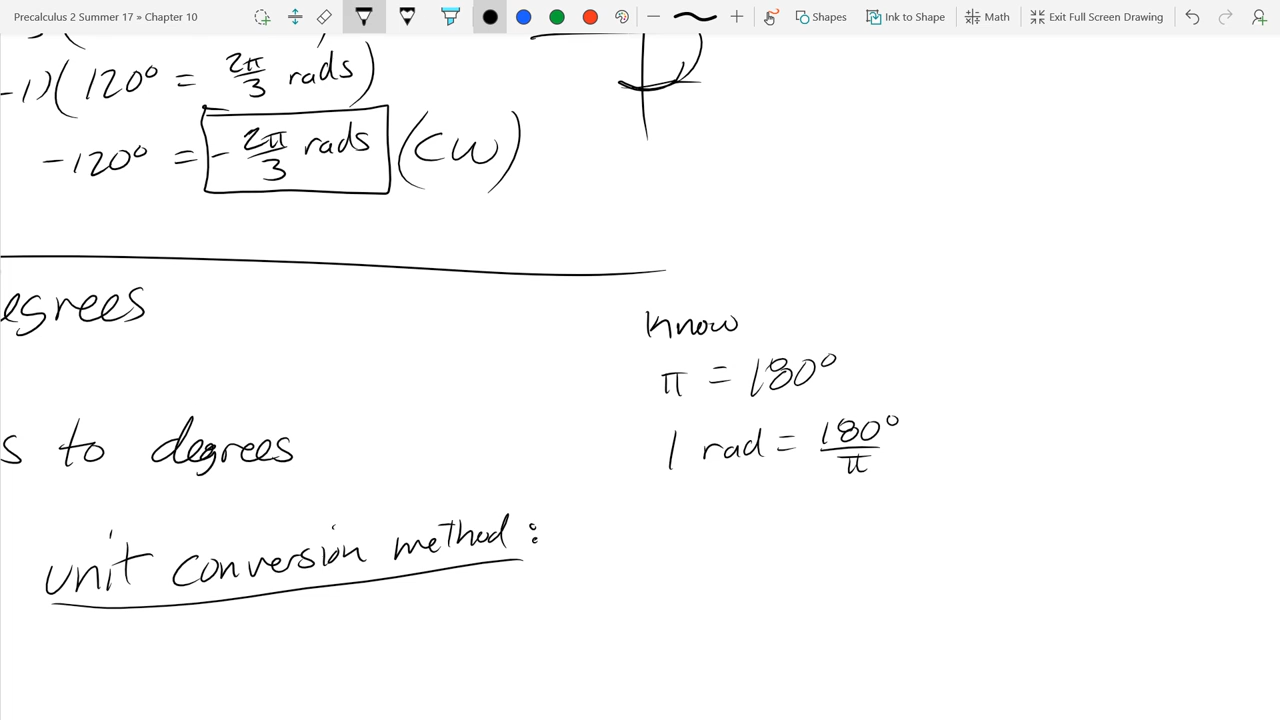 Precalculus 2 Summer 17 » Chapter 10
Shapes
Ink to Shape
Math
Exit Full Screen Drawing
-1)(120° = 2π/3 rads)
-120° = -2π/3 rads (CW)
egrees
know
π = 180°
s to degrees
1 rad = 180°/π
unit conversion method: